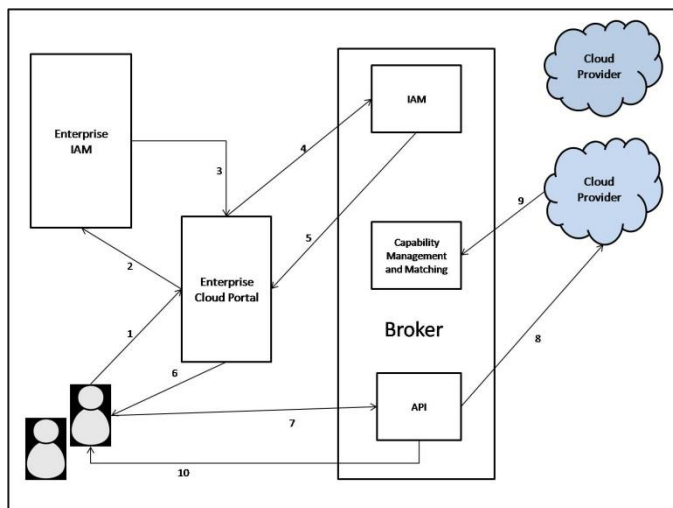 Cloud
Provider
Enterprise
IAM
IAM
3
4
Cloud
Provider
9
2
5
Capability
Management
and Matching
Enterprise
Cloud Portal
1
Broker
8
6
7
API
10